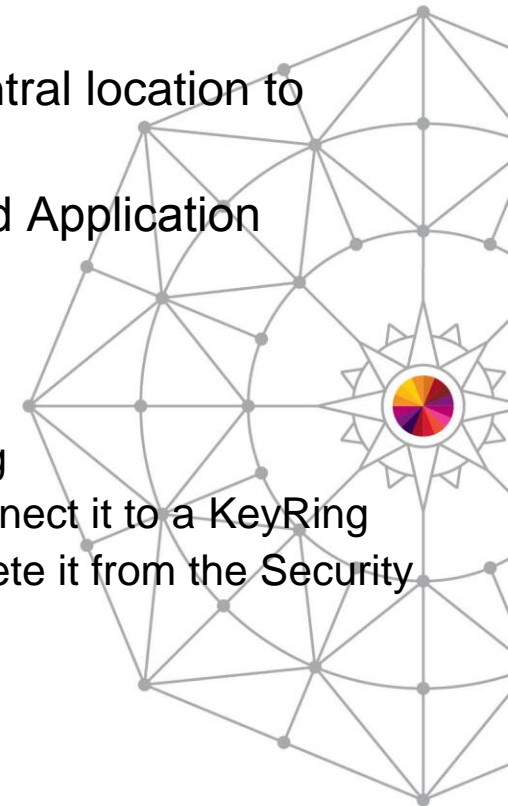 ntral location to
d Application
g
nect it to a KeyRing
ete it from the Security